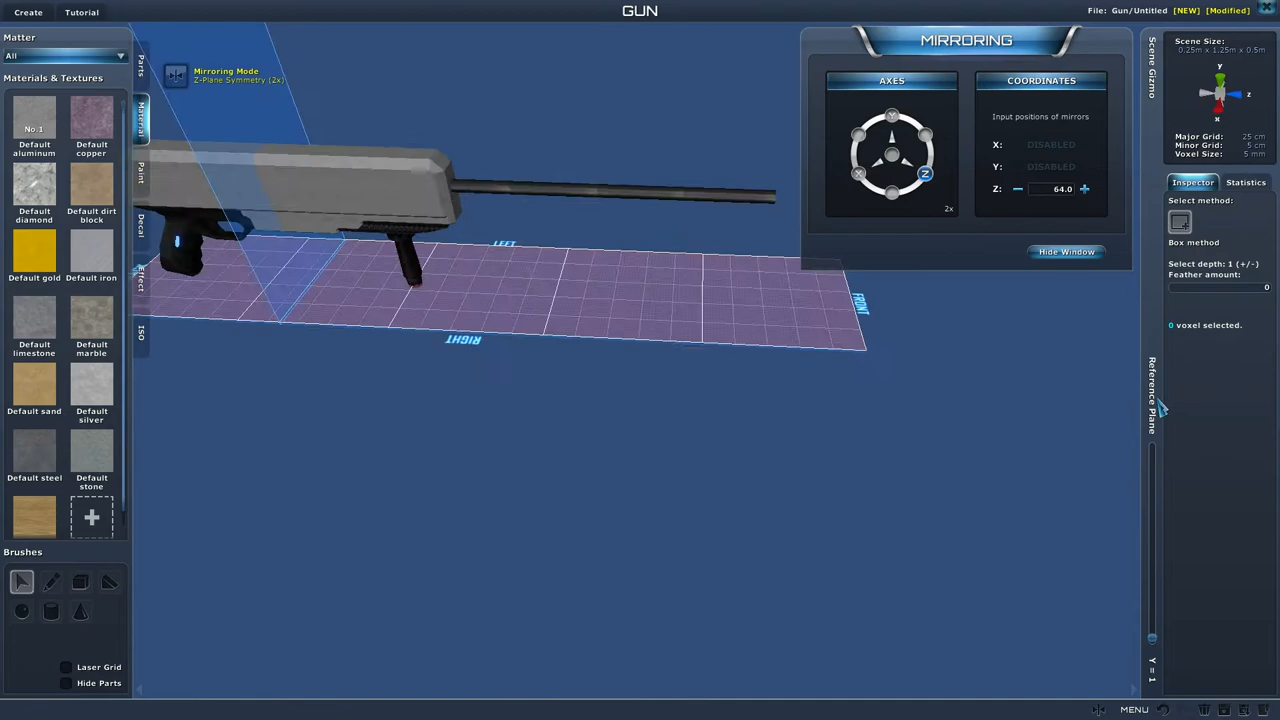 Create
Tutorial
GUN
File: Gun/Untitled [NEW] [Modified]
Matter
All
Materials & Textures
No.1
Default aluminum
Default copper
Default diamond
Default dirt block
Default gold
Default iron
Default limestone
Default marble
Default sand
Default silver
Default steel
Default stone
Brushes
Laser Grid
Hide Parts
Parts
Material
Paint
Decal
Effect
ISO
Mirroring Mode
Z-Plane Symmetry (2x)
LEFT
RIGHT
FRONT
MIRRORING
AXES
Y
X
Z
2x
COORDINATES
Input positions of mirrors
X: DISABLED
Y: DISABLED
Z: 64.0
Hide Window
Scene Gizmo
Reference Plane
Y = 1
Scene Size:
0.25m x 1.25m x 0.5m
y
z
x
Major Grid: 25 cm
Minor Grid: 5 cm
Voxel Size: 5 mm
Inspector
Statistics
Select method:
Box method
Select depth: 1 (+/-)
Feather amount:
0
0 voxel selected.
MENU